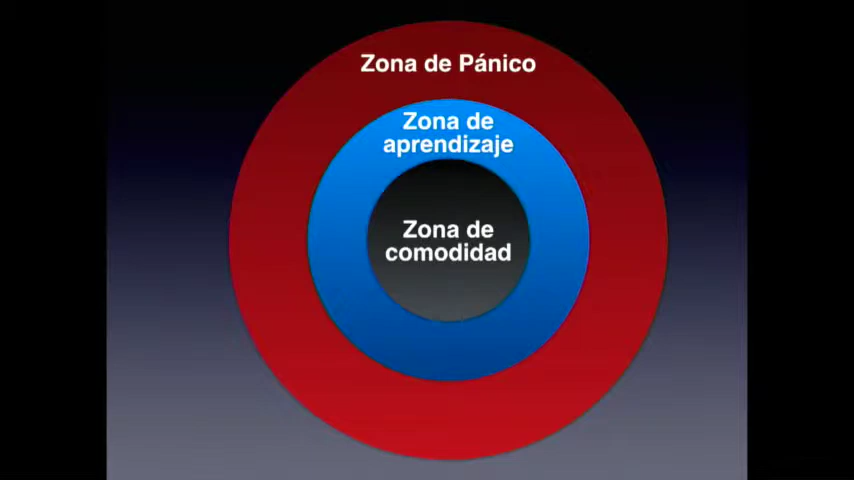 Zona de Pánico
Zona de
aprendizaje
Zona de
comodidad